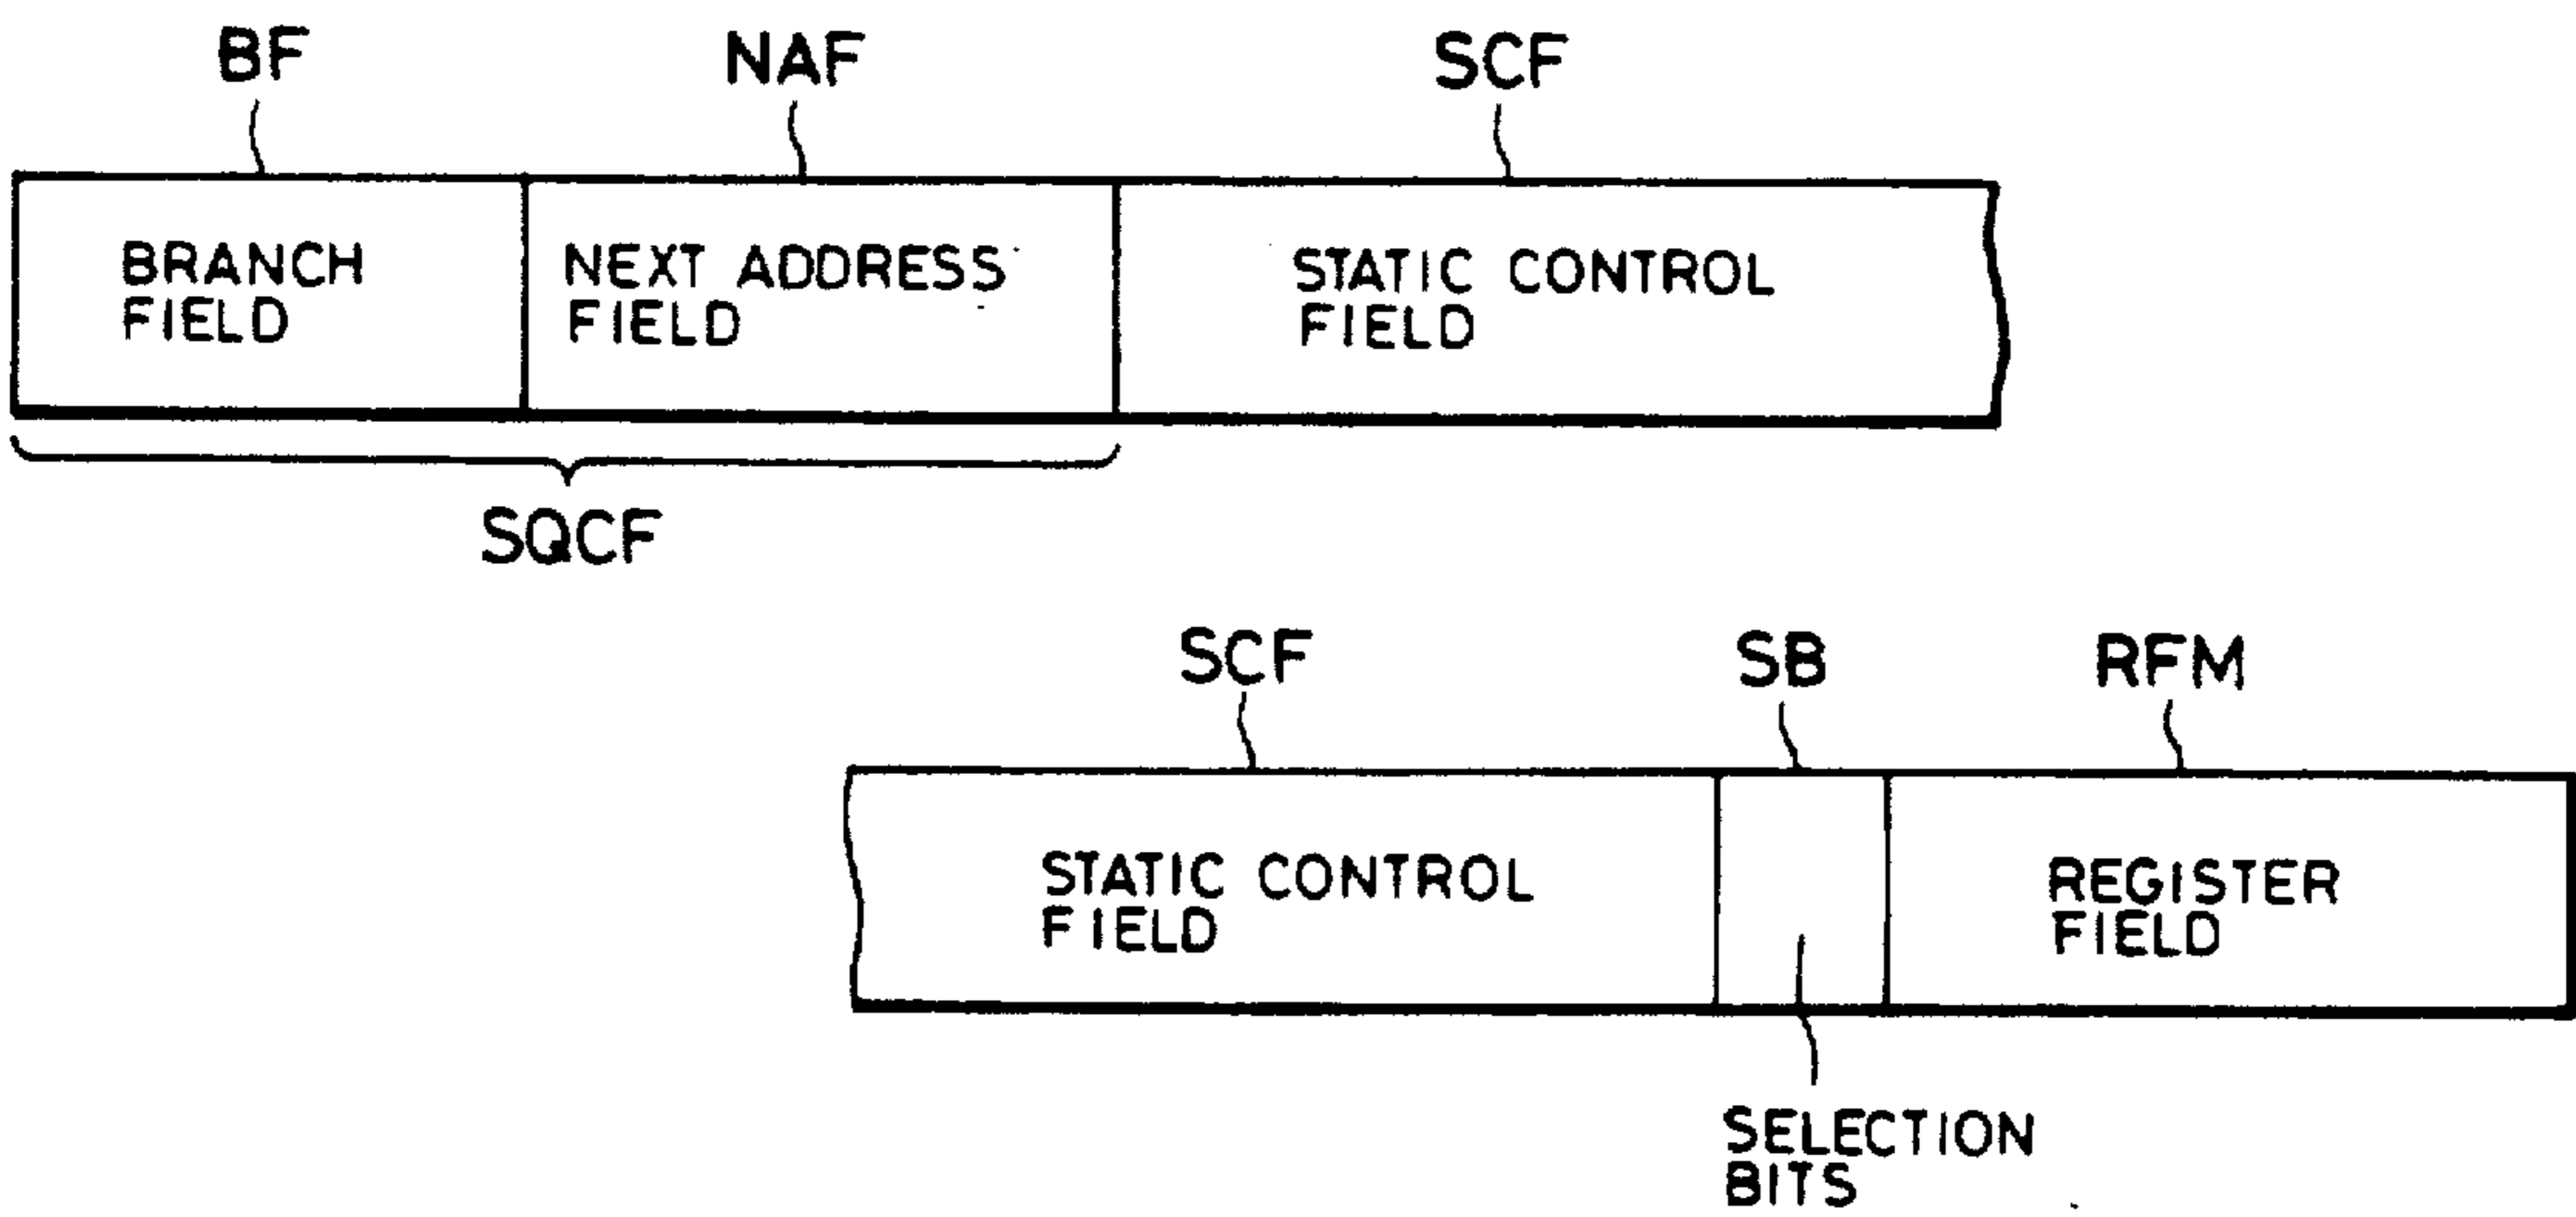 BF
NAF
SCF
BRANCH
FIELD
NEXT ADDRESS
FIELD
STATIC CONTROL
FIELD
SQCF
SCF
SB
RFM
STATIC CONTROL
FIELD
REGISTER
FIELD
SELECTION
BITS